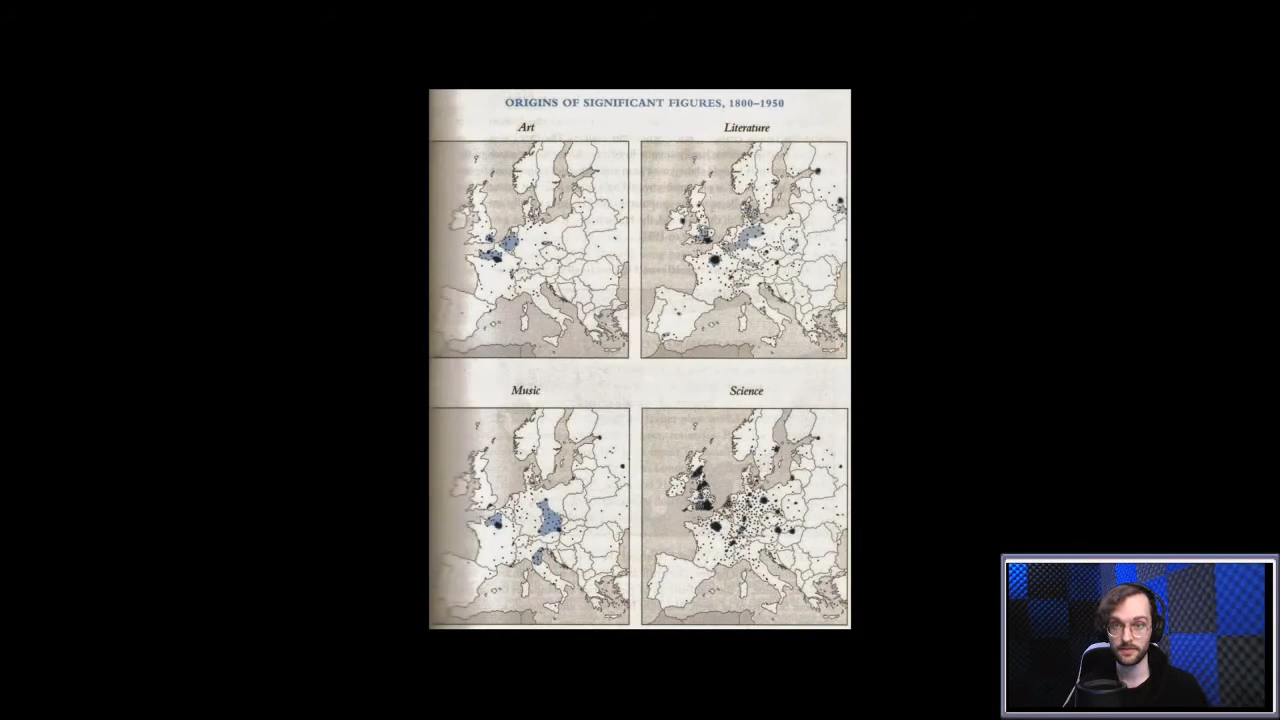 ORIGINS OF SIGNIFICANT FIGURES, 1800–1950
Art
Literature
Music
Science